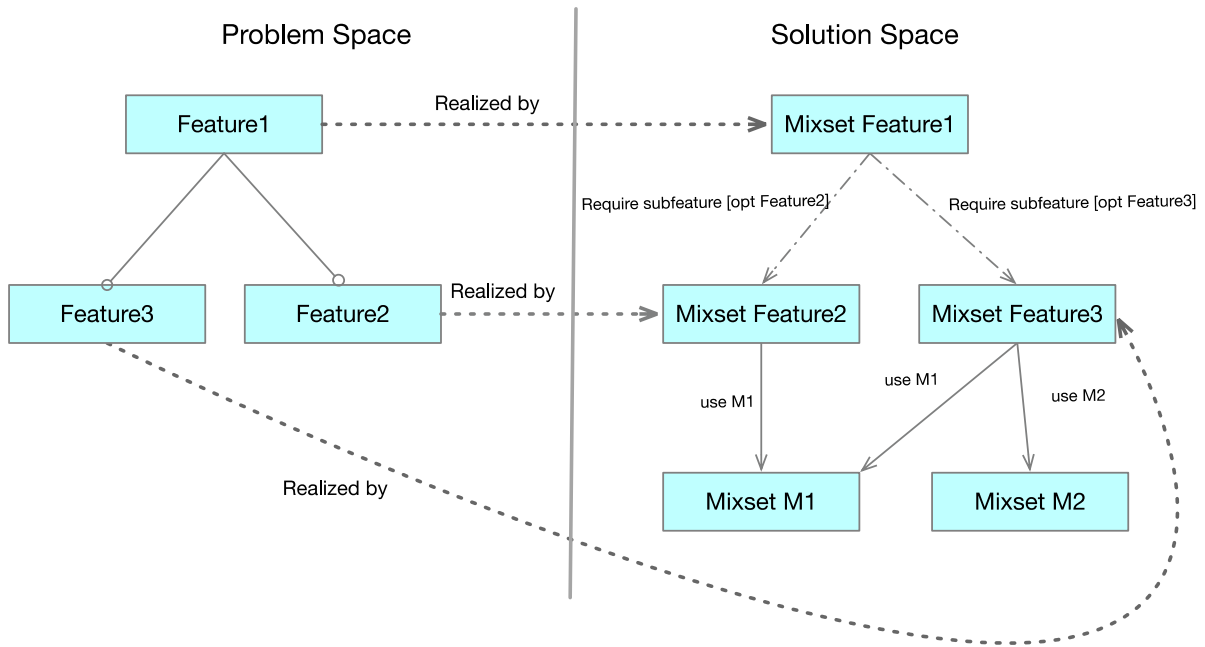 Problem Space
Solution Space
Realized by
Feature1
Mixset Feature1
Require subfeature [opt Feature2]
Require subfeature [opt Feature3]
Realized by
Feature3
Feature2
Mixset Feature2
Mixset Feature3
use M1
use M1
use M2
Realized by
Mixset M1
Mixset M2